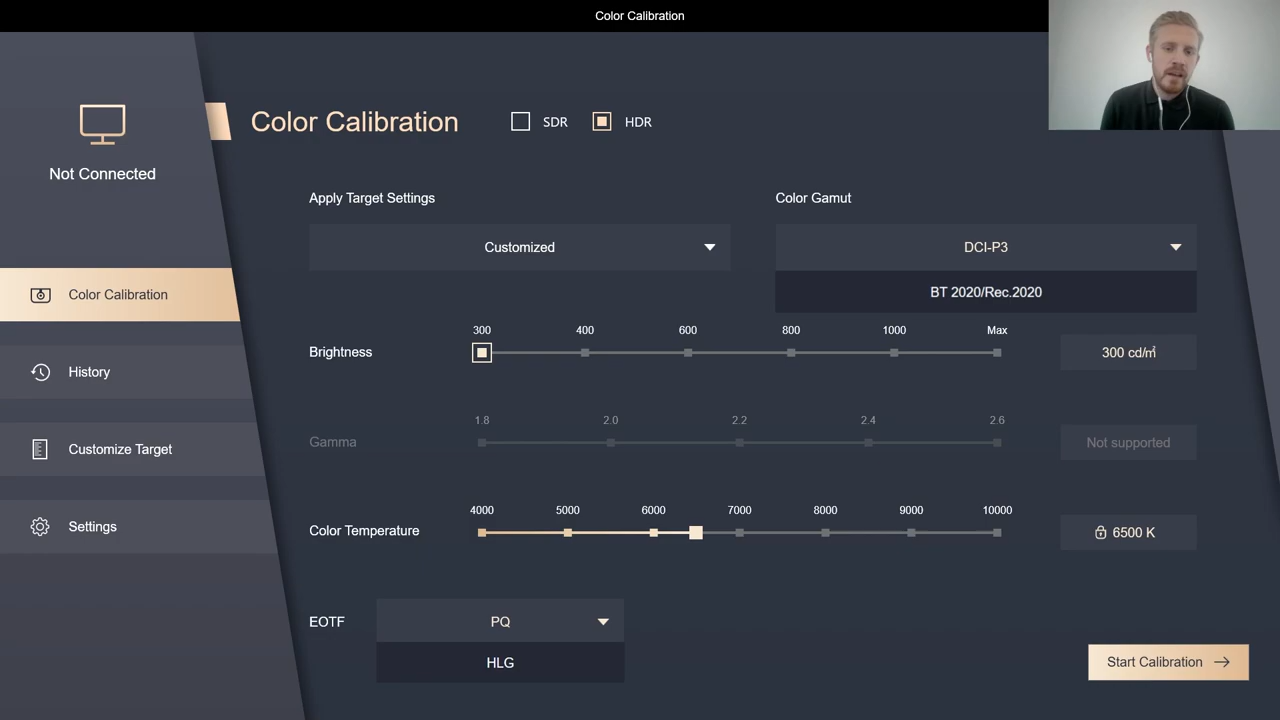 Color Calibration
Not Connected
Color Calibration
History
Customize Target
Settings
Color Calibration
SDR
HDR
Apply Target Settings
Customized
Color Gamut
DCI-P3
BT 2020/Rec.2020
Brightness
300 400 600 800 1000 Max
300 cd/㎡
Gamma
1.8 2.0 2.2 2.4 2.6
Not supported
Color Temperature
4000 5000 6000 7000 8000 9000 10000
6500 K
EOTF
PQ
HLG
Start Calibration